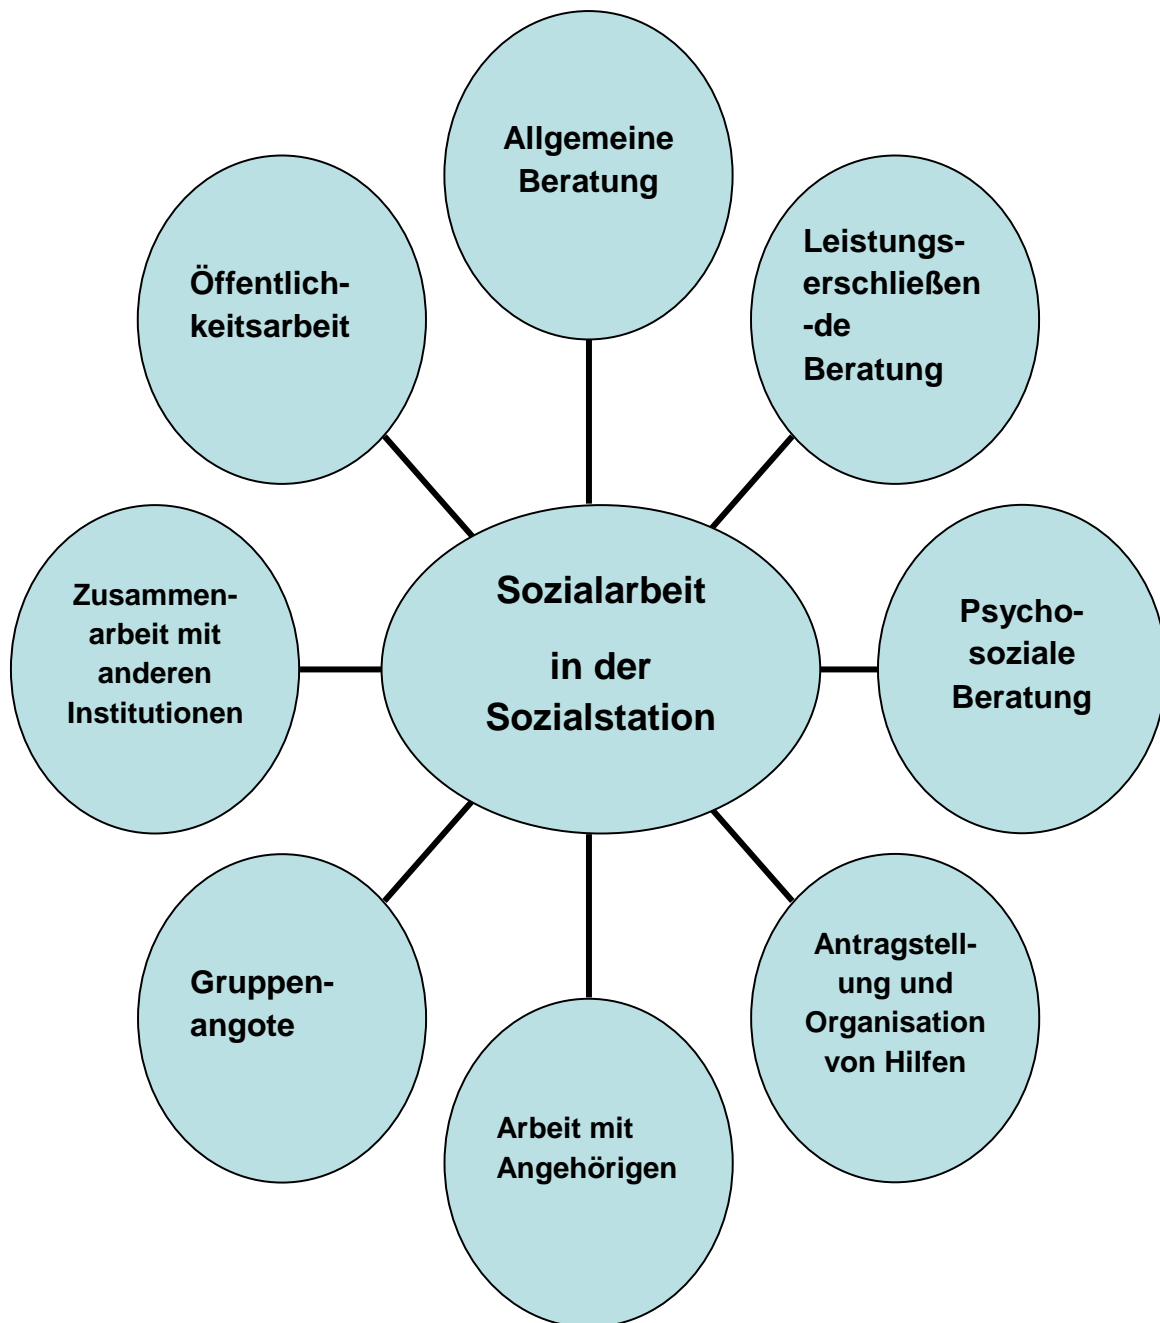 Allgemeine
Beratung
Leistungs-
erschließen
-de
Beratung
Psycho-
soziale
Beratung
Antragstell-
ung und
Organisation
von Hilfen
Arbeit mit
Angehörigen
Gruppen-
angote
Zusammen-
arbeit mit
anderen
Institutionen
Öffentlich-
keitsarbeit
Sozialarbeit
in der
Sozialstation